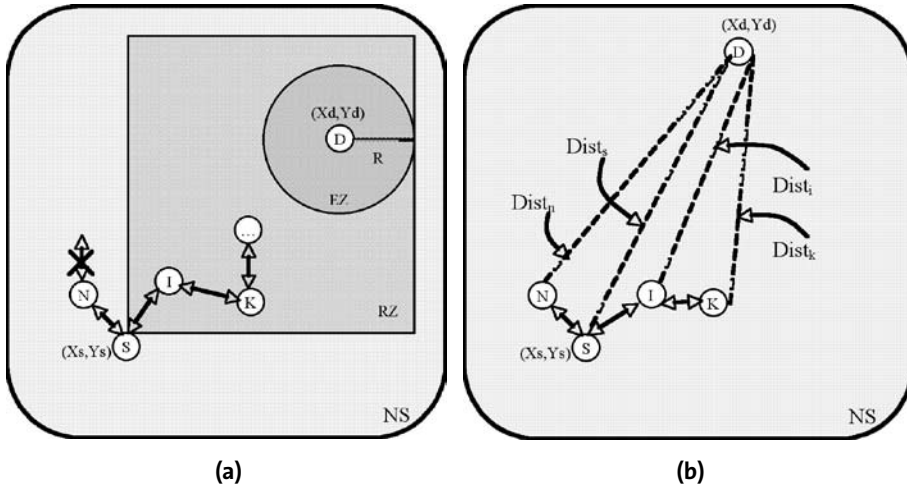 (Xd,Yd)
D
R
EZ
...
N
I
K
RZ
S
(Xs,Ys)
NS
(a)
(Xd,Yd)
D
Dists
Distn
Disti
Distk
N
I
K
S
(Xs,Ys)
NS
(b)